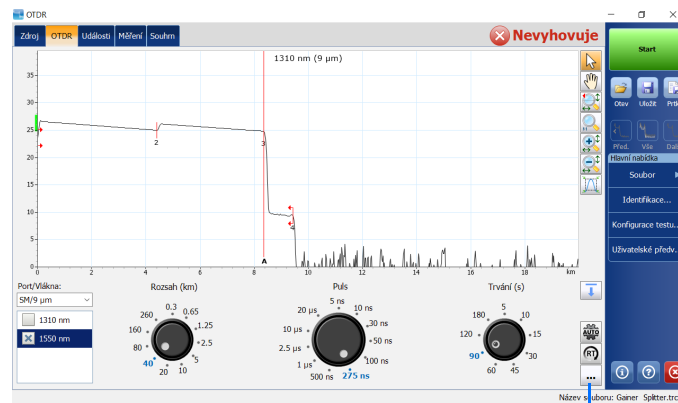 OTDR
Zdroj OTDR Události Měření Souhrn
Nevyhovuje
1310 nm (9 µm)
35
30
25
20
15
10
5
0
2
3
4
A
0 2 4 6 8 10 12 14 16 18 km
Port/Vlákna:
SM/9 µm
1310 nm
1550 nm
Rozsah (km)
0.3 0.65 1.25 2.5 5 10 20 40 80 160 260
Puls
5 ns 10 ns 30 ns 50 ns 100 ns 275 ns 500 ns 1 µs 2.5 µs 10 µs 20 µs
Trvání (s)
5 10 15 30 45 60 90 120 180
AUTO
RT
...
Start
Otev Uložit
Před. Vše
Hlavní nabídka
Soubor
Identifikace...
Konfigurace testu..
Uživatelské předv.
Název souboru: Gainer Splitter.trc